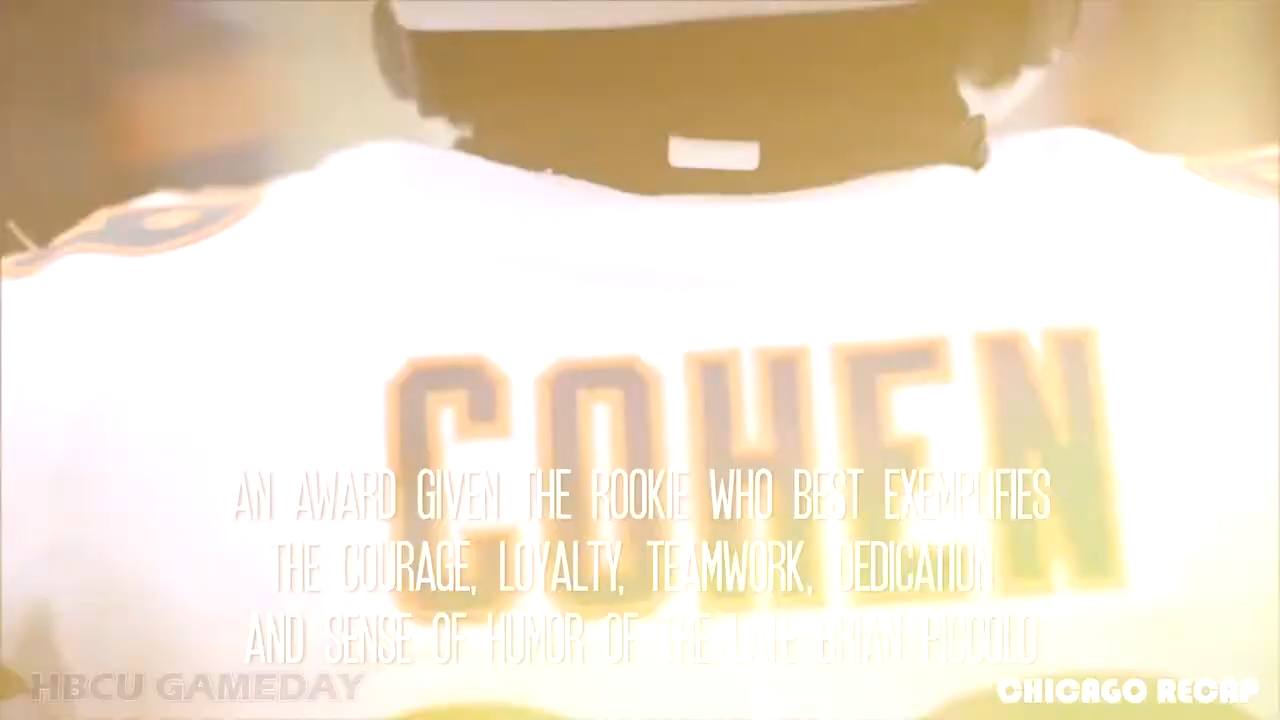 COHEN
AN AWARD GIVEN THE ROOKIE WHO BEST EXEMPLIFIES
THE COURAGE, LOYALTY, TEAMWORK, DEDICATION
AND SENSE OF HUMOR OF THE LATE BRIAN PICCOLO
HBCU GAMEDAY
CHICAGO RECAP